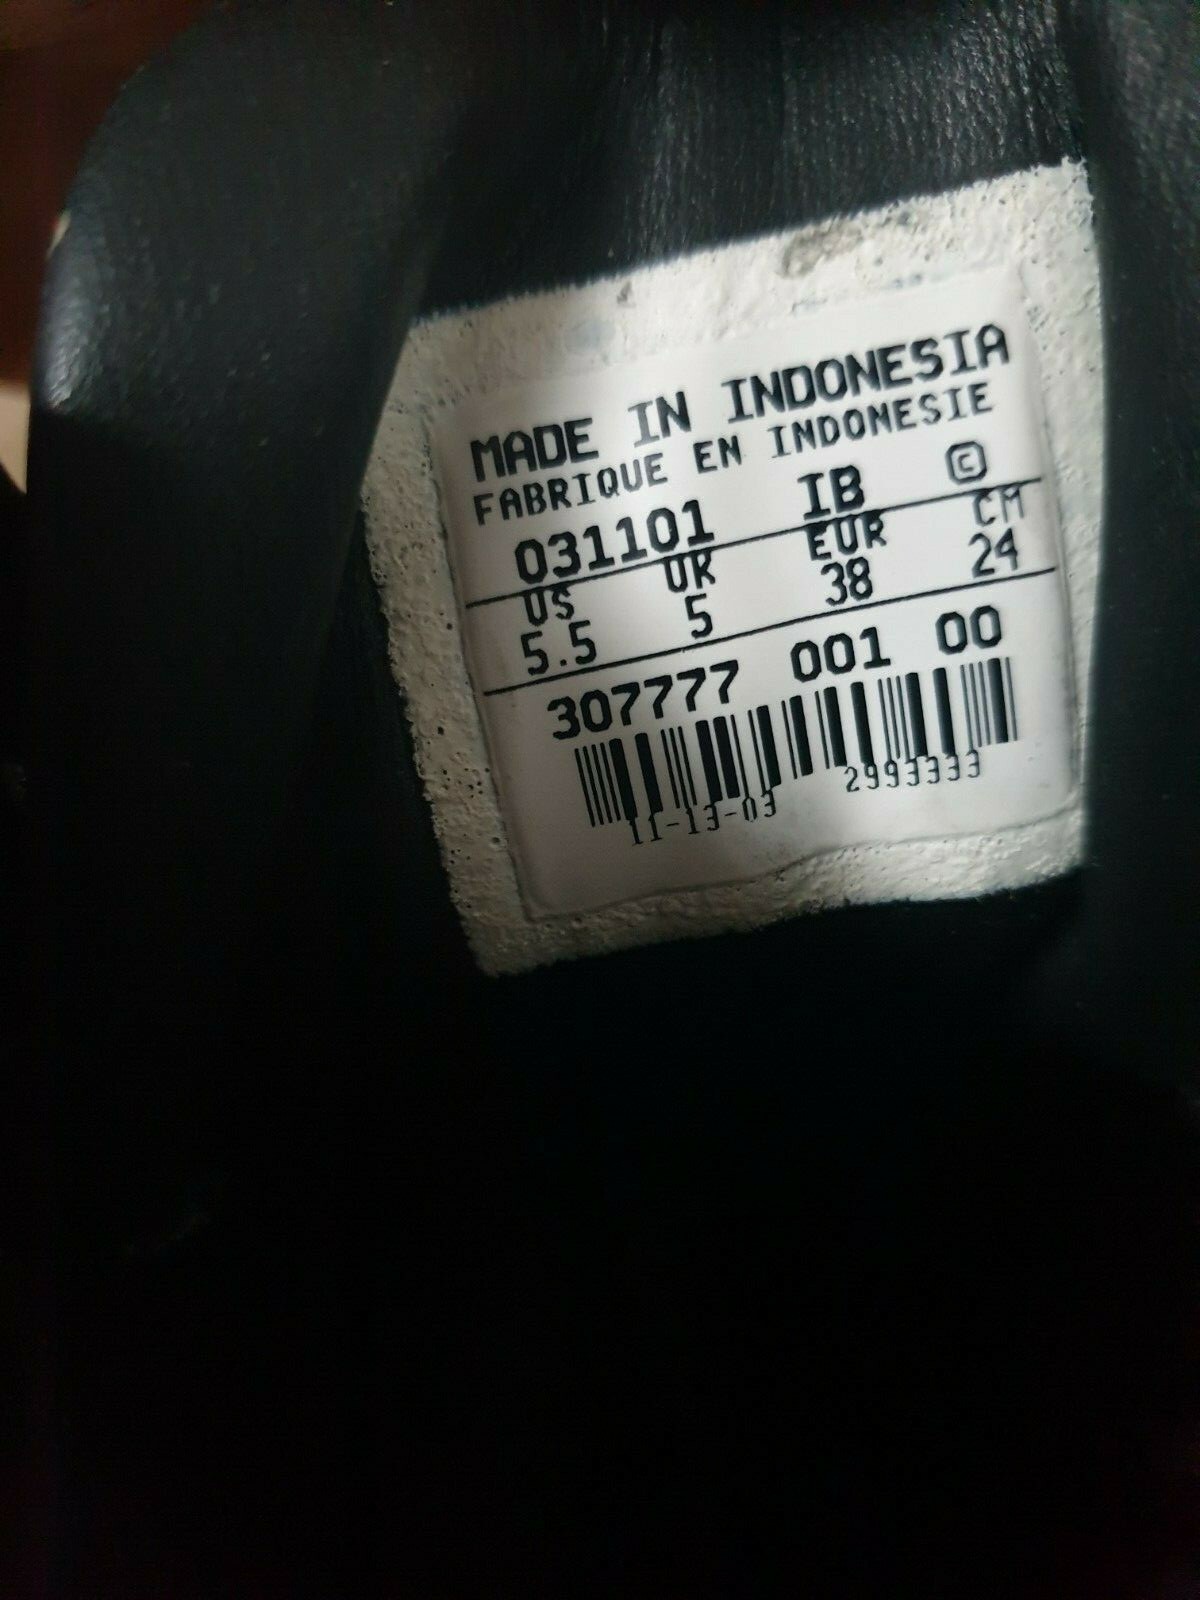 MADE IN INDONESIA
FABRIQUE EN INDONESIE
031101 IB ©
US UK EUR CM
5.5 5 38 24
307777 001 00
11-13-03 2993333